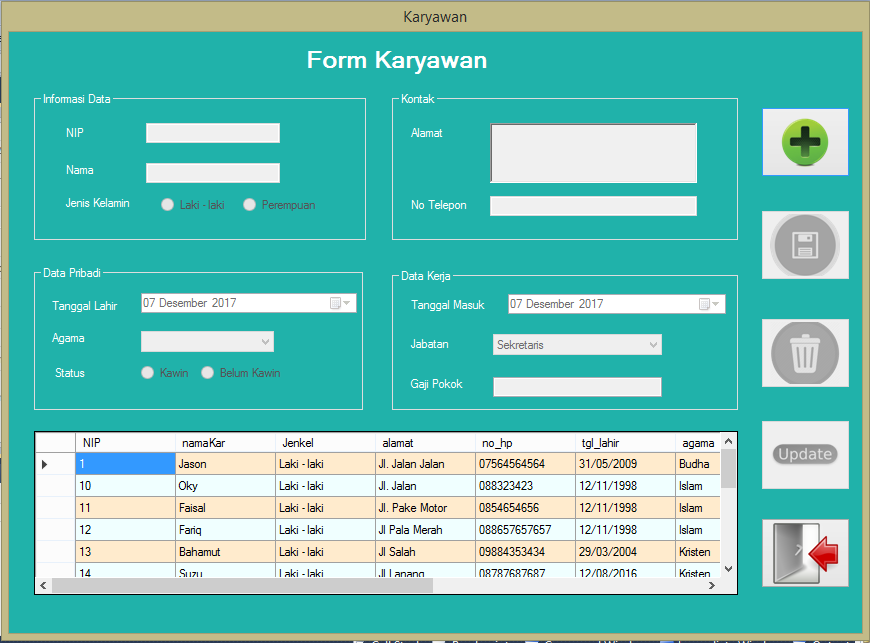 Karyawan
Form Karyawan
Informasi Data
NIP
Nama
Jenis Kelamin Laki - laki Perempuan
Kontak
Alamat
No Telepon
Data Pribadi
Tanggal Lahir 07 Desember 2017
Agama
Status Kawin Belum Kawin
Data Kerja
Tanggal Masuk 07 Desember 2017
Jabatan Sekretaris
Gaji Pokok
Update
NIP namaKar Jenkel alamat no_hp tgl_lahir agama
1 Jason Laki - laki Jl. Jalan Jalan 07564564564 31/05/2009 Budha
10 Oky Laki - laki Jl. Jalan 088323423 12/11/1998 Islam
11 Faisal Laki - laki Jl. Pake Motor 0854654656 12/11/1998 Islam
12 Fariq Laki - laki Jl Pala Merah 088657657657 12/11/1998 Islam
13 Bahamut Laki - laki Jl Salah 09884353434 29/03/2004 Kristen
14 Suzu Laki - laki Jl Lanang 08787687687 12/08/2016 Kristen